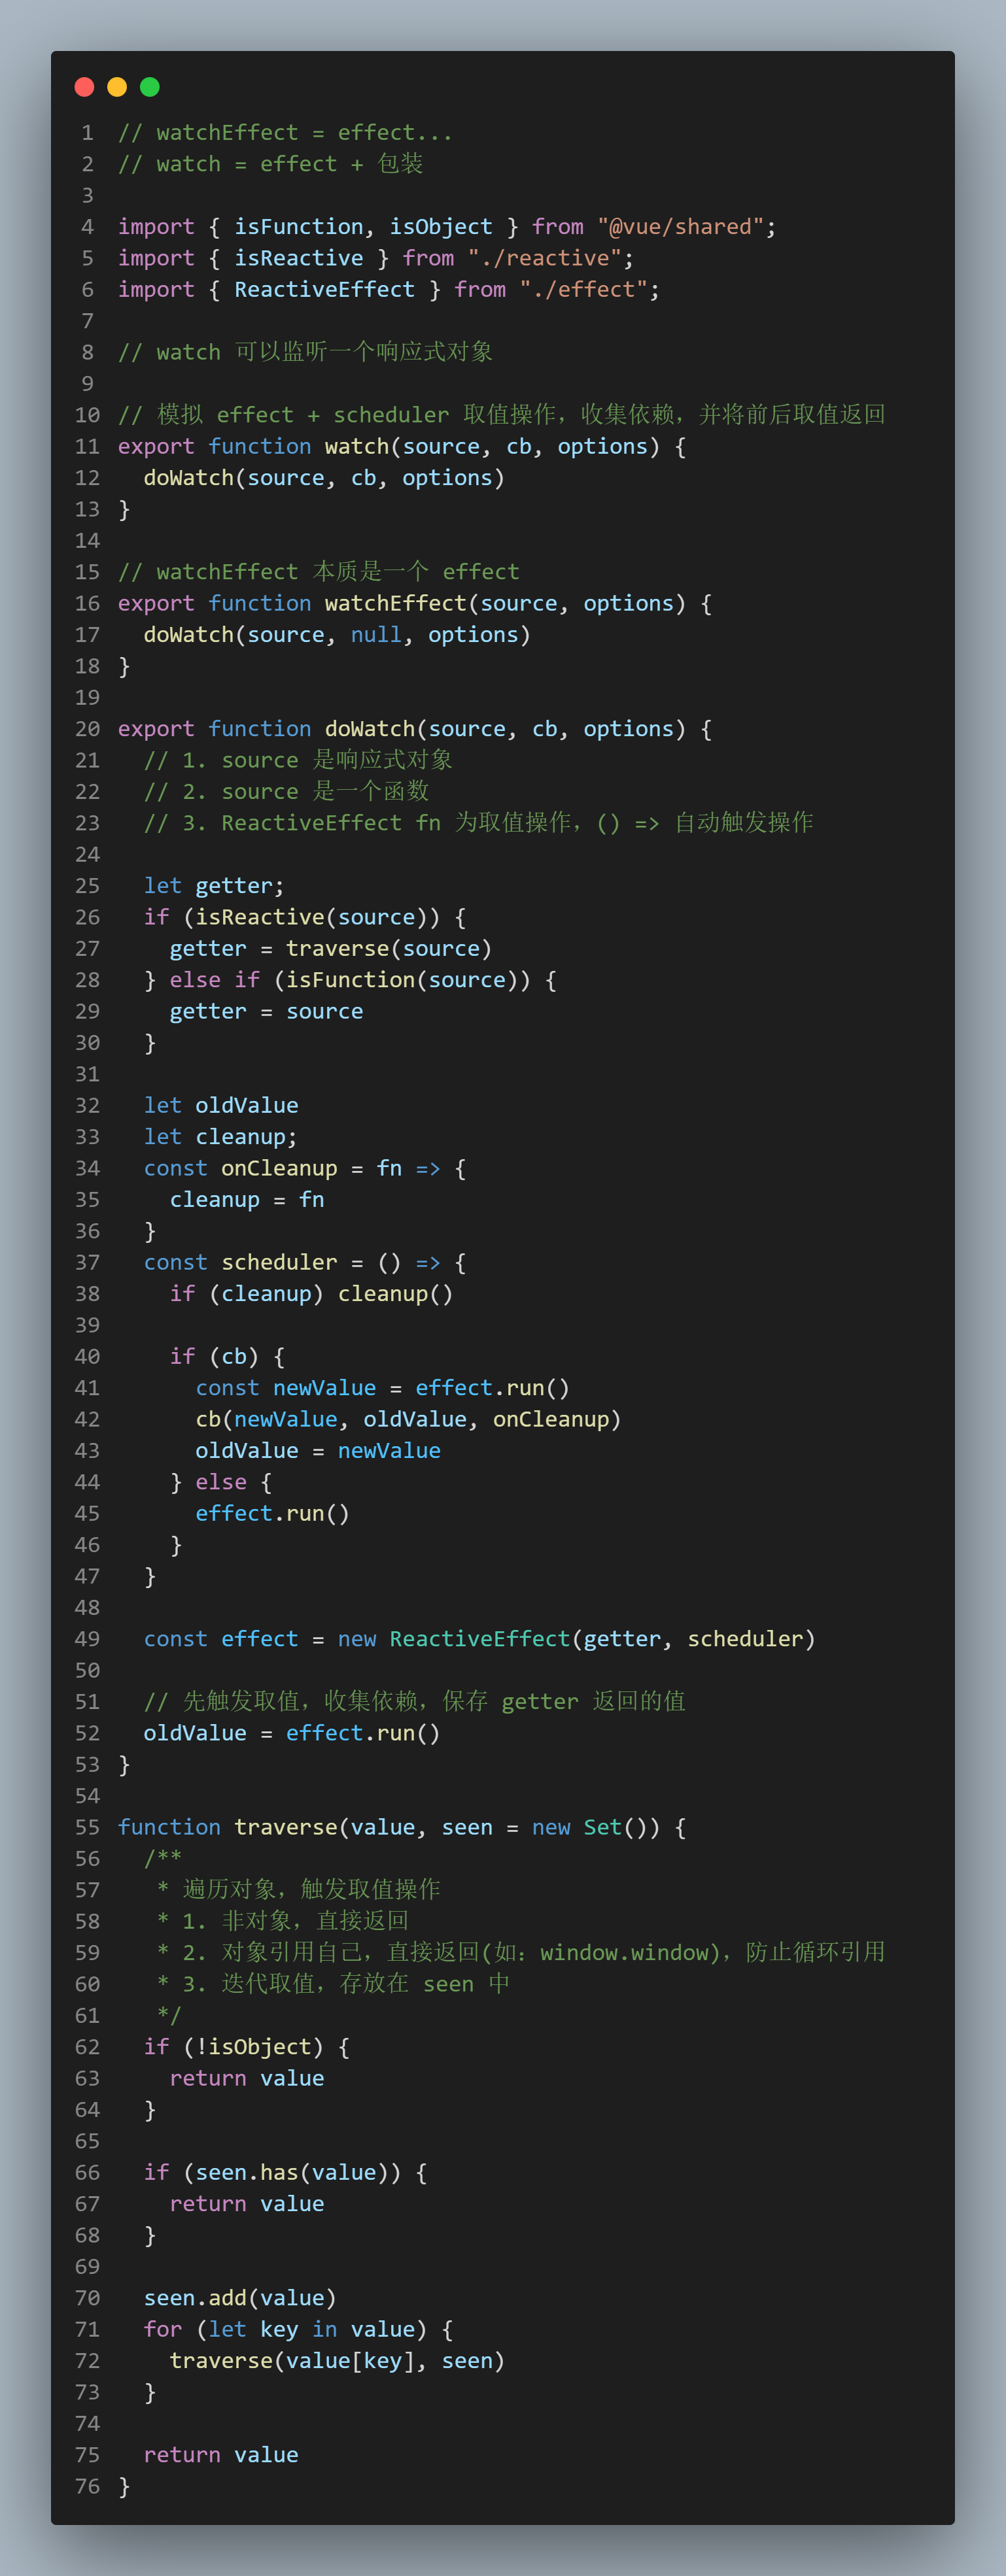 1 // watchEffect = effect...
2 // watch = effect + 包装
3
4 import { isFunction, isObject } from "@vue/shared";
5 import { isReactive } from "./reactive";
6 import { ReactiveEffect } from "./effect";
7
8 // watch 可以监听一个响应式对象
9
10 // 模拟 effect + scheduler 取值操作，收集依赖，并将前后取值返回
11 export function watch(source, cb, options) {
12   doWatch(source, cb, options)
13 }
14
15 // watchEffect 本质是一个 effect
16 export function watchEffect(source, options) {
17   doWatch(source, null, options)
18 }
19
20 export function doWatch(source, cb, options) {
21   // 1. source 是响应式对象
22   // 2. source 是一个函数
23   // 3. ReactiveEffect fn 为取值操作，() => 自动触发操作
24
25   let getter;
26   if (isReactive(source)) {
27     getter = traverse(source)
28   } else if (isFunction(source)) {
29     getter = source
30   }
31
32   let oldValue
33   let cleanup;
34   const onCleanup = fn => {
35     cleanup = fn
36   }
37   const scheduler = () => {
38     if (cleanup) cleanup()
39
40     if (cb) {
41       const newValue = effect.run()
42       cb(newValue, oldValue, onCleanup)
43       oldValue = newValue
44     } else {
45       effect.run()
46     }
47   }
48
49   const effect = new ReactiveEffect(getter, scheduler)
50
51   // 先触发取值，收集依赖，保存 getter 返回的值
52   oldValue = effect.run()
53 }
54
55 function traverse(value, seen = new Set()) {
56   /**
57    * 遍历对象，触发取值操作
58    * 1. 非对象，直接返回
59    * 2. 对象引用自己，直接返回(如：window.window)，防止循环引用
60    * 3. 迭代取值，存放在 seen 中
61    */
62   if (!isObject) {
63     return value
64   }
65
66   if (seen.has(value)) {
67     return value
68   }
69
70   seen.add(value)
71   for (let key in value) {
72     traverse(value[key], seen)
73   }
74
75   return value
76 }